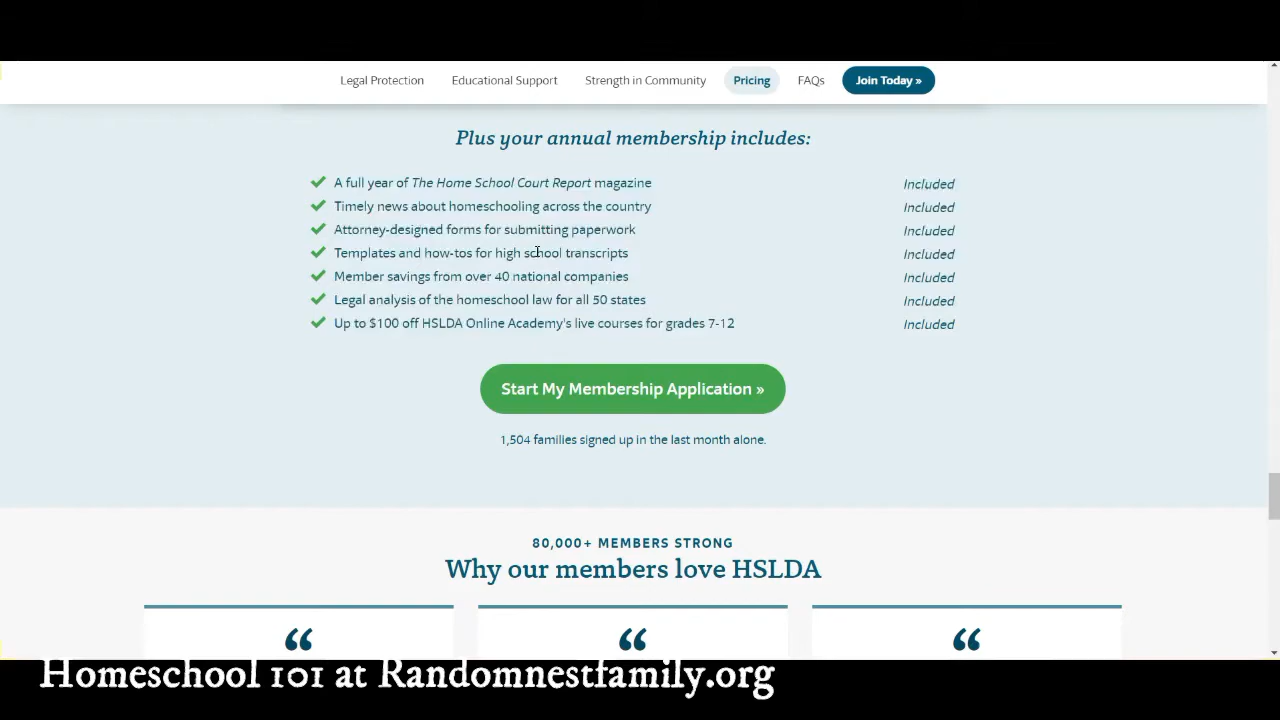 Legal Protection Educational Support Strength in Community Pricing FAQs Join Today »
Plus your annual membership includes:
A full year of The Home School Court Report magazine Included
Timely news about homeschooling across the country Included
Attorney-designed forms for submitting paperwork Included
Templates and how-tos for high school transcripts Included
Member savings from over 40 national companies Included
Legal analysis of the homeschool law for all 50 states Included
Up to $100 off HSLDA Online Academy's live courses for grades 7-12 Included
Start My Membership Application »
1,504 families signed up in the last month alone.
80,000+ MEMBERS STRONG
Why our members love HSLDA
“ “ “
Homeschool 101 at Randomnestfamily.org